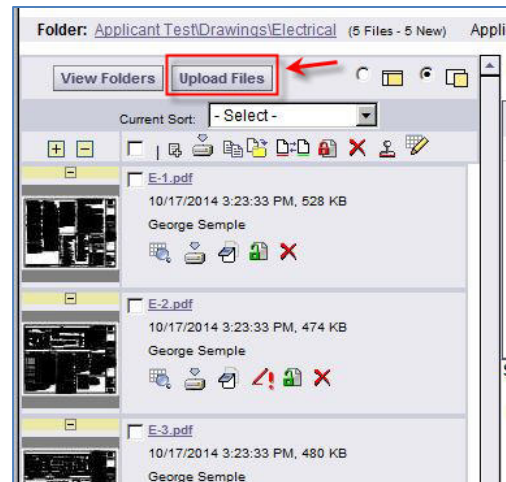 Folder: Applicant Test\Drawings\Electrical (5 Files - 5 New) Appli
View Folders Upload Files
Current Sort: - Select -
E-1.pdf
10/17/2014 3:23:33 PM, 528 KB
George Semple
E-2.pdf
10/17/2014 3:23:33 PM, 474 KB
George Semple
E-3.pdf
10/17/2014 3:23:33 PM, 480 KB
George Semple